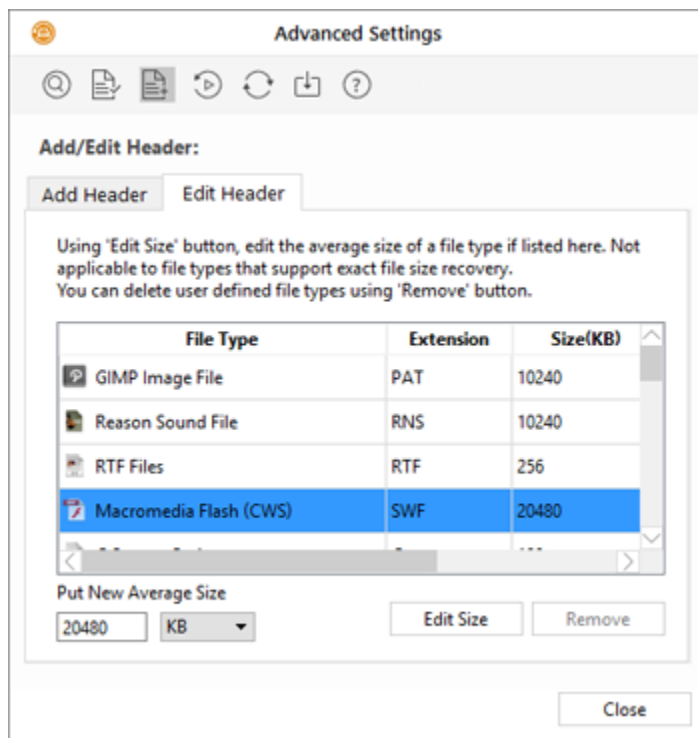 Advanced Settings
Add/Edit Header:
Add Header Edit Header
Using 'Edit Size' button, edit the average size of a file type if listed here. Not
applicable to file types that support exact file size recovery.
You can delete user defined file types using 'Remove' button.
File Type Extension Size(KB)
GIMP Image File PAT 10240
Reason Sound File RNS 10240
RTF Files RTF 256
Macromedia Flash (CWS) SWF 20480
Put New Average Size
20480 KB Edit Size Remove
Close